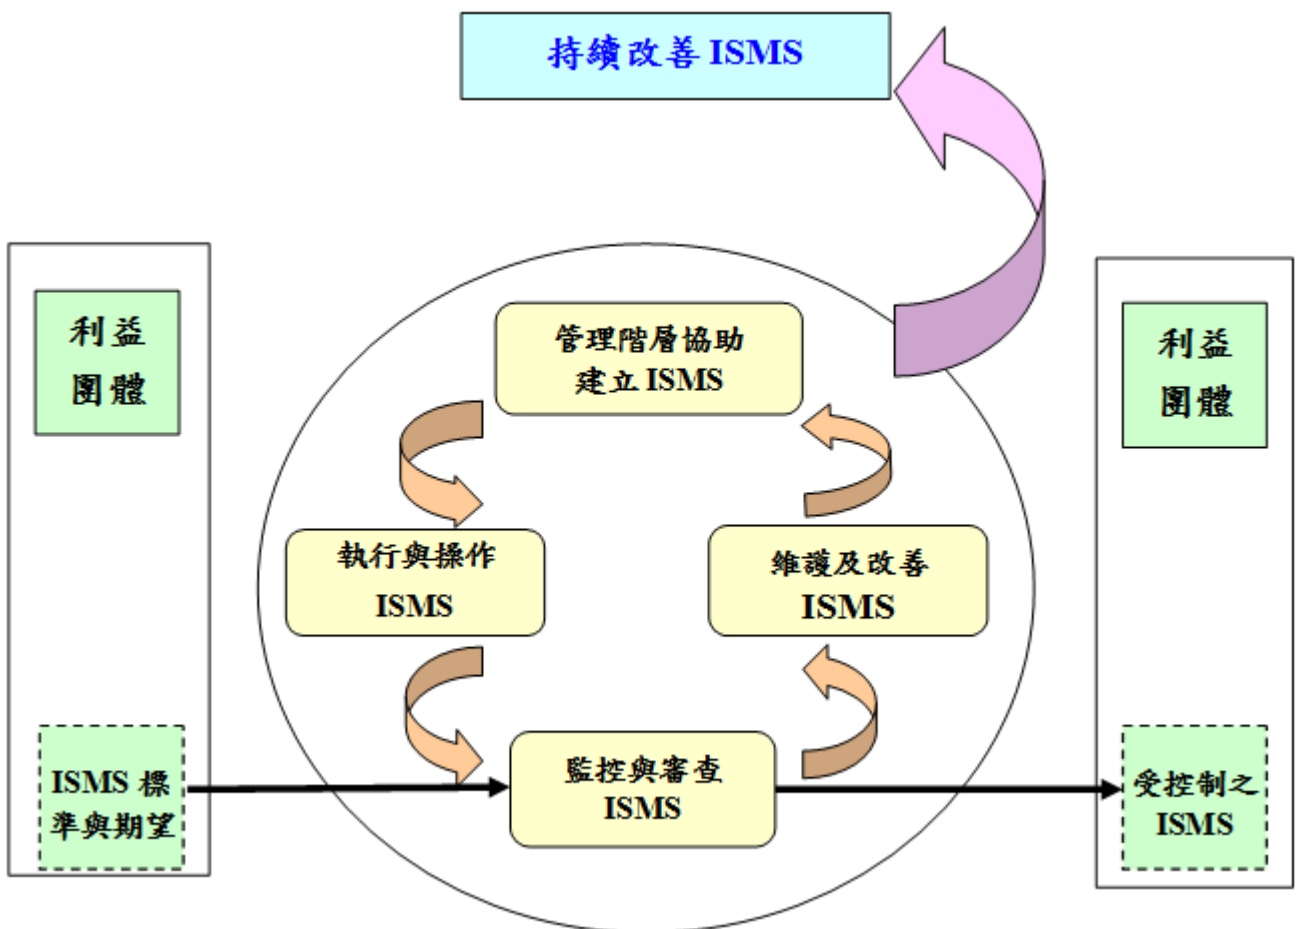 持續改善 ISMS
利益
團體
管理階層協助
建立 ISMS
利益
團體
執行與操作
ISMS
維護及改善
ISMS
ISMS 標
準與期望
監控與審查
ISMS
受控制之
ISMS